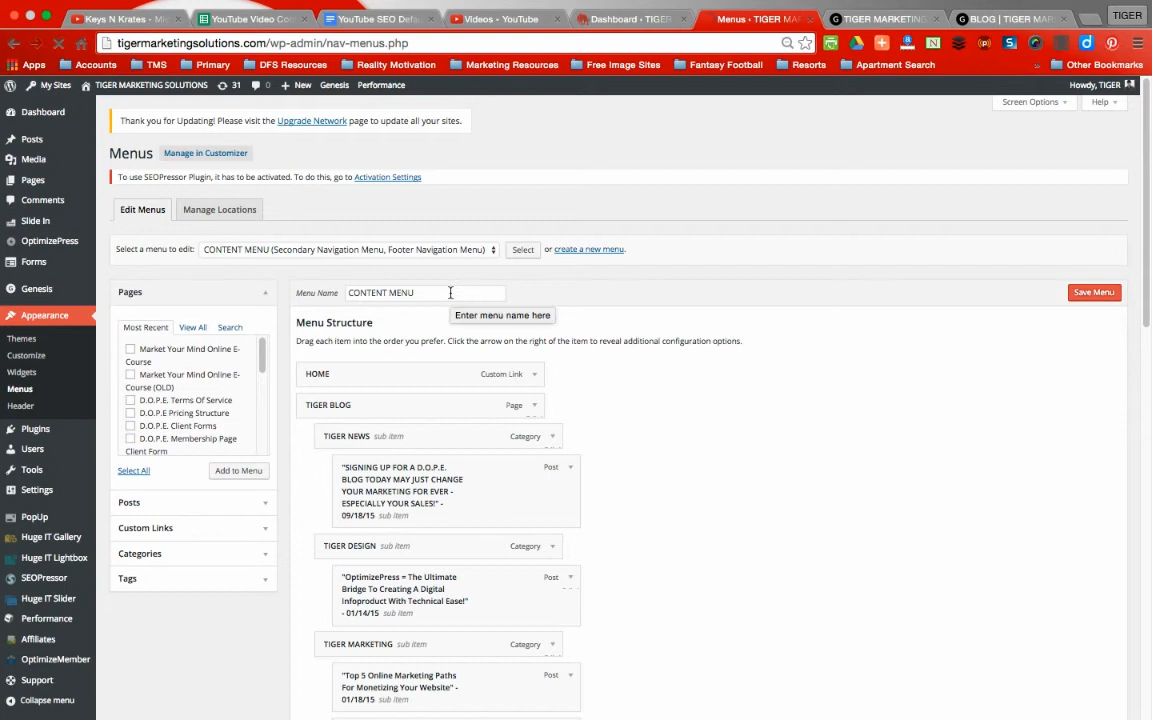 Keys N Krates - Mi
YouTube Video Co
YouTube SEO Defa
Videos - YouTube
Dashboard ‹ TIGER
Menus ‹ TIGER MA
TIGER MARKETING
BLOG | TIGER MAR
TIGER
tigermarketingsolutions.com/wp-admin/nav-menus.php
Apps
Accounts
TMS
Primary
DFS Resources
Reality Motivation
Marketing Resources
Free Image Sites
Fantasy Football
Resorts
Apartment Search
»
Other Bookmarks
My Sites
TIGER MARKETING SOLUTIONS
31
0
+ New
Genesis
Performance
Howdy, TIGER
Screen Options
Help
Dashboard
Posts
Media
Pages
Comments
Slide In
OptimizePress
Forms
Genesis
Appearance
Themes
Customize
Widgets
Menus
Header
Plugins
Users
Tools
Settings
PopUp
Huge IT Gallery
Huge IT Lightbox
SEOPressor
Huge IT Slider
Performance
Affiliates
OptimizeMember
Support
Collapse menu
Thank you for Updating! Please visit the Upgrade Network page to update all your sites.
Menus
Manage in Customizer
To use SEOPressor Plugin, it has to be activated. To do this, go to Activation Settings
Edit Menus
Manage Locations
Select a menu to edit:
CONTENT MENU (Secondary Navigation Menu, Footer Navigation Menu)
Select
or create a new menu.
Pages
Most Recent
View All
Search
Market Your Mind Online E-
Course
Market Your Mind Online E-
Course (OLD)
D.O.P.E. Terms Of Service
D.O.P.E Pricing Structure
D.O.P.E. Client Forms
D.O.P.E. Membership Page
Client Form
Select All
Add to Menu
Posts
Custom Links
Categories
Tags
Menu Name
CONTENT MENU
Save Menu
Enter menu name here
Menu Structure
Drag each item into the order you prefer. Click the arrow on the right of the item to reveal additional configuration options.
HOME
Custom Link
TIGER BLOG
Page
TIGER NEWS sub item
Category
"SIGNING UP FOR A D.O.P.E.
BLOG TODAY MAY JUST CHANGE
YOUR MARKETING FOR EVER -
ESPECIALLY YOUR SALES!" -
09/18/15 sub item
Post
TIGER DESIGN sub item
Category
"OptimizePress = The Ultimate
Bridge To Creating A Digital
Infoproduct With Technical Ease!"
- 01/14/15 sub item
Post
TIGER MARKETING sub item
Category
"Top 5 Online Marketing Paths
For Monetizing Your Website" -
01/18/15 sub item
Post